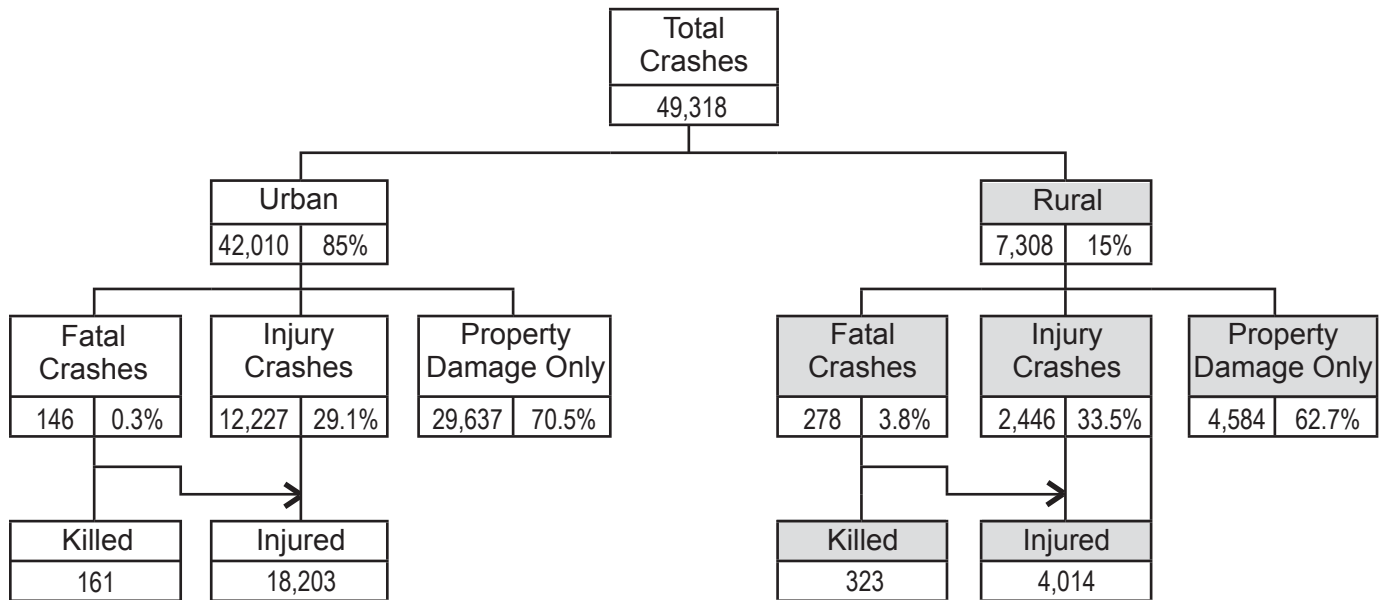 Total
Crashes
49,318
Urban
42,010 85%
Rural
7,308 15%
Fatal
Crashes
146 0.3%
Injury
Crashes
12,227 29.1%
Property
Damage Only
29,637 70.5%
Fatal
Crashes
278 3.8%
Injury
Crashes
2,446 33.5%
Property
Damage Only
4,584 62.7%
Killed
161
Injured
18,203
Killed
323
Injured
4,014